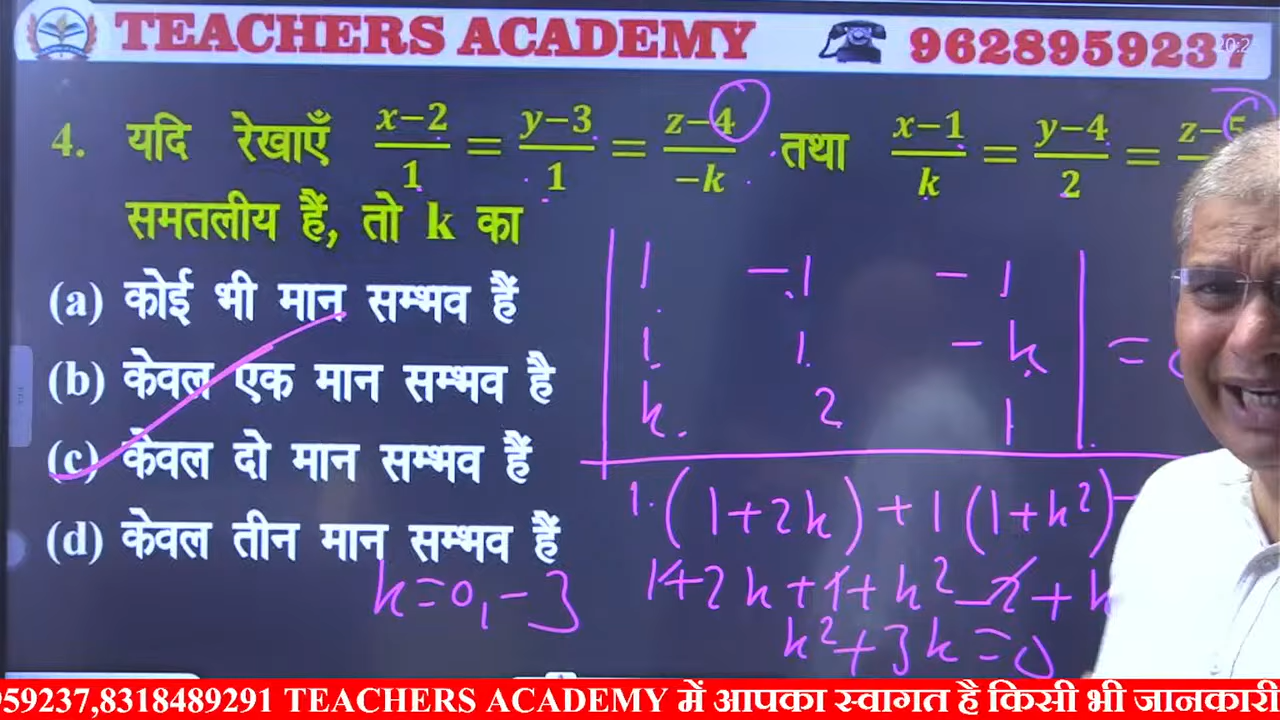 TEACHERS ACADEMY 9628959237
4. यदि रेखाएँ x−2/1 = y−3/1 = z−4/−k तथा x−1/k = y−4/2 = z−5
समतलीय हैं, तो k का
(a) कोई भी मान सम्भव हैं
(b) केवल एक मान सम्भव है
(c) केवल दो मान सम्भव हैं
(d) केवल तीन मान सम्भव हैं
1 −1 −1
1 1 −k =
k 2 1
1.(1+2k)+1(1+k²)−
1+2k+1+k²−2+k
k²+3k=0
k=0,−3
959237,8318489291 TEACHERS ACADEMY में आपका स्वागत है किसी भी जानकारी